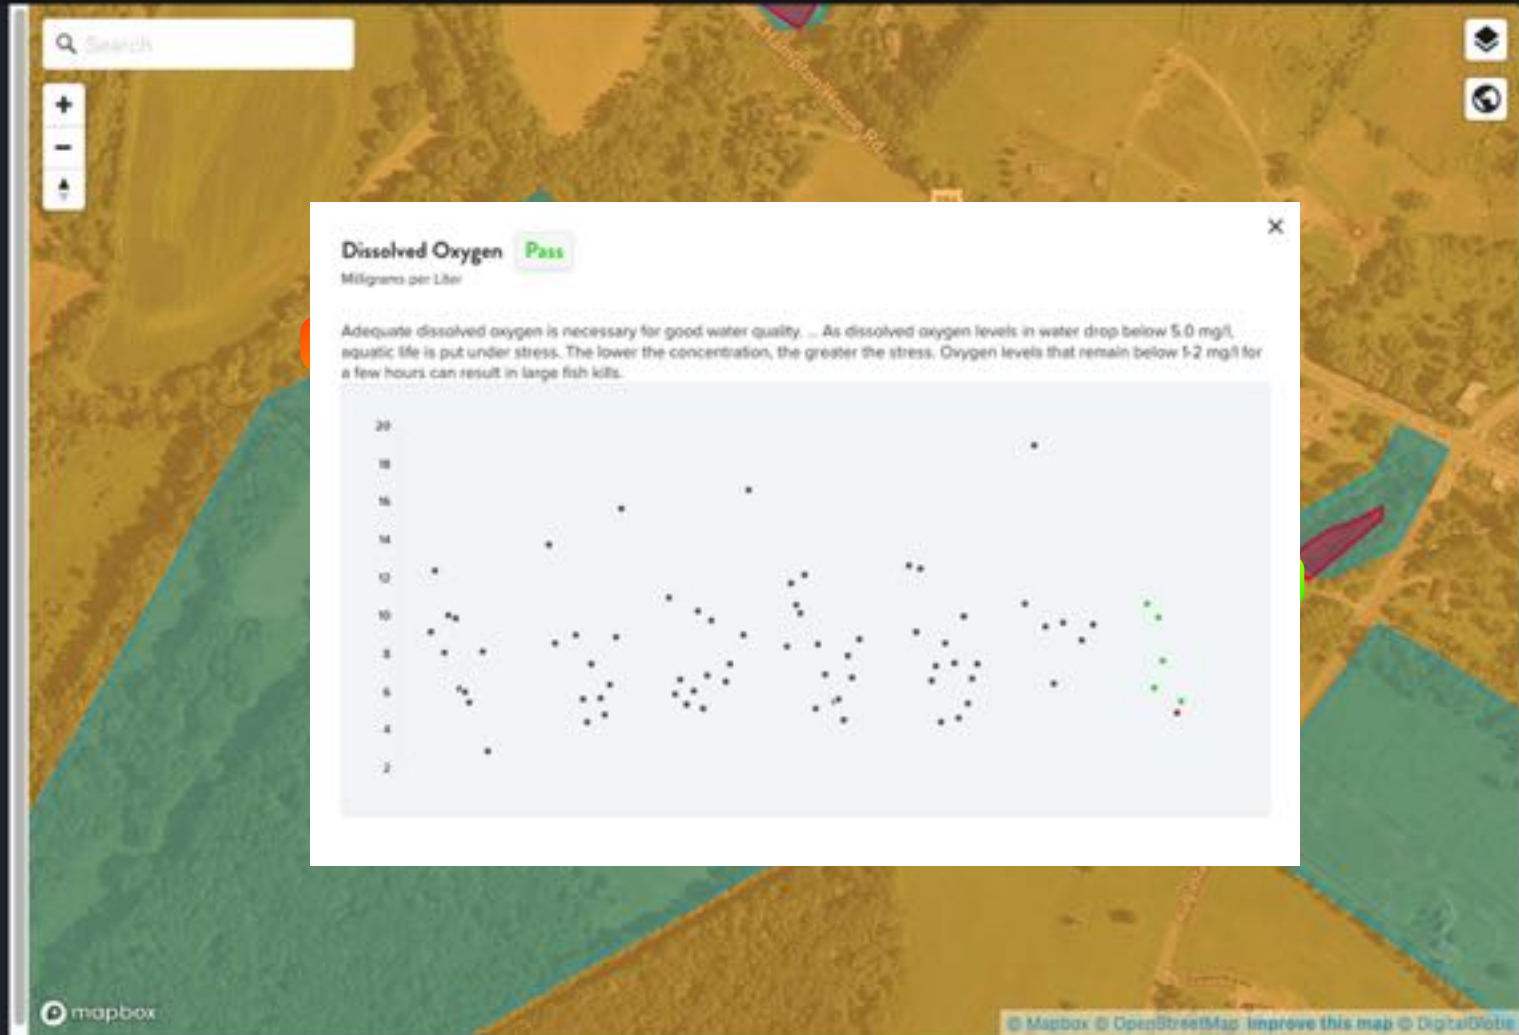 Search
Hampton House Rd
Dissolved Oxygen Pass
Milligrams per Liter
Adequate dissolved oxygen is necessary for good water quality. ... As dissolved oxygen levels in water drop below 5.0 mg/l,
aquatic life is put under stress. The lower the concentration, the greater the stress. Oxygen levels that remain below 1-2 mg/l for
a few hours can result in large fish kills.
20
18
16
14
12
10
8
6
4
2
mapbox
© Mapbox © OpenStreetMap Improve this map © DigitalGlobe